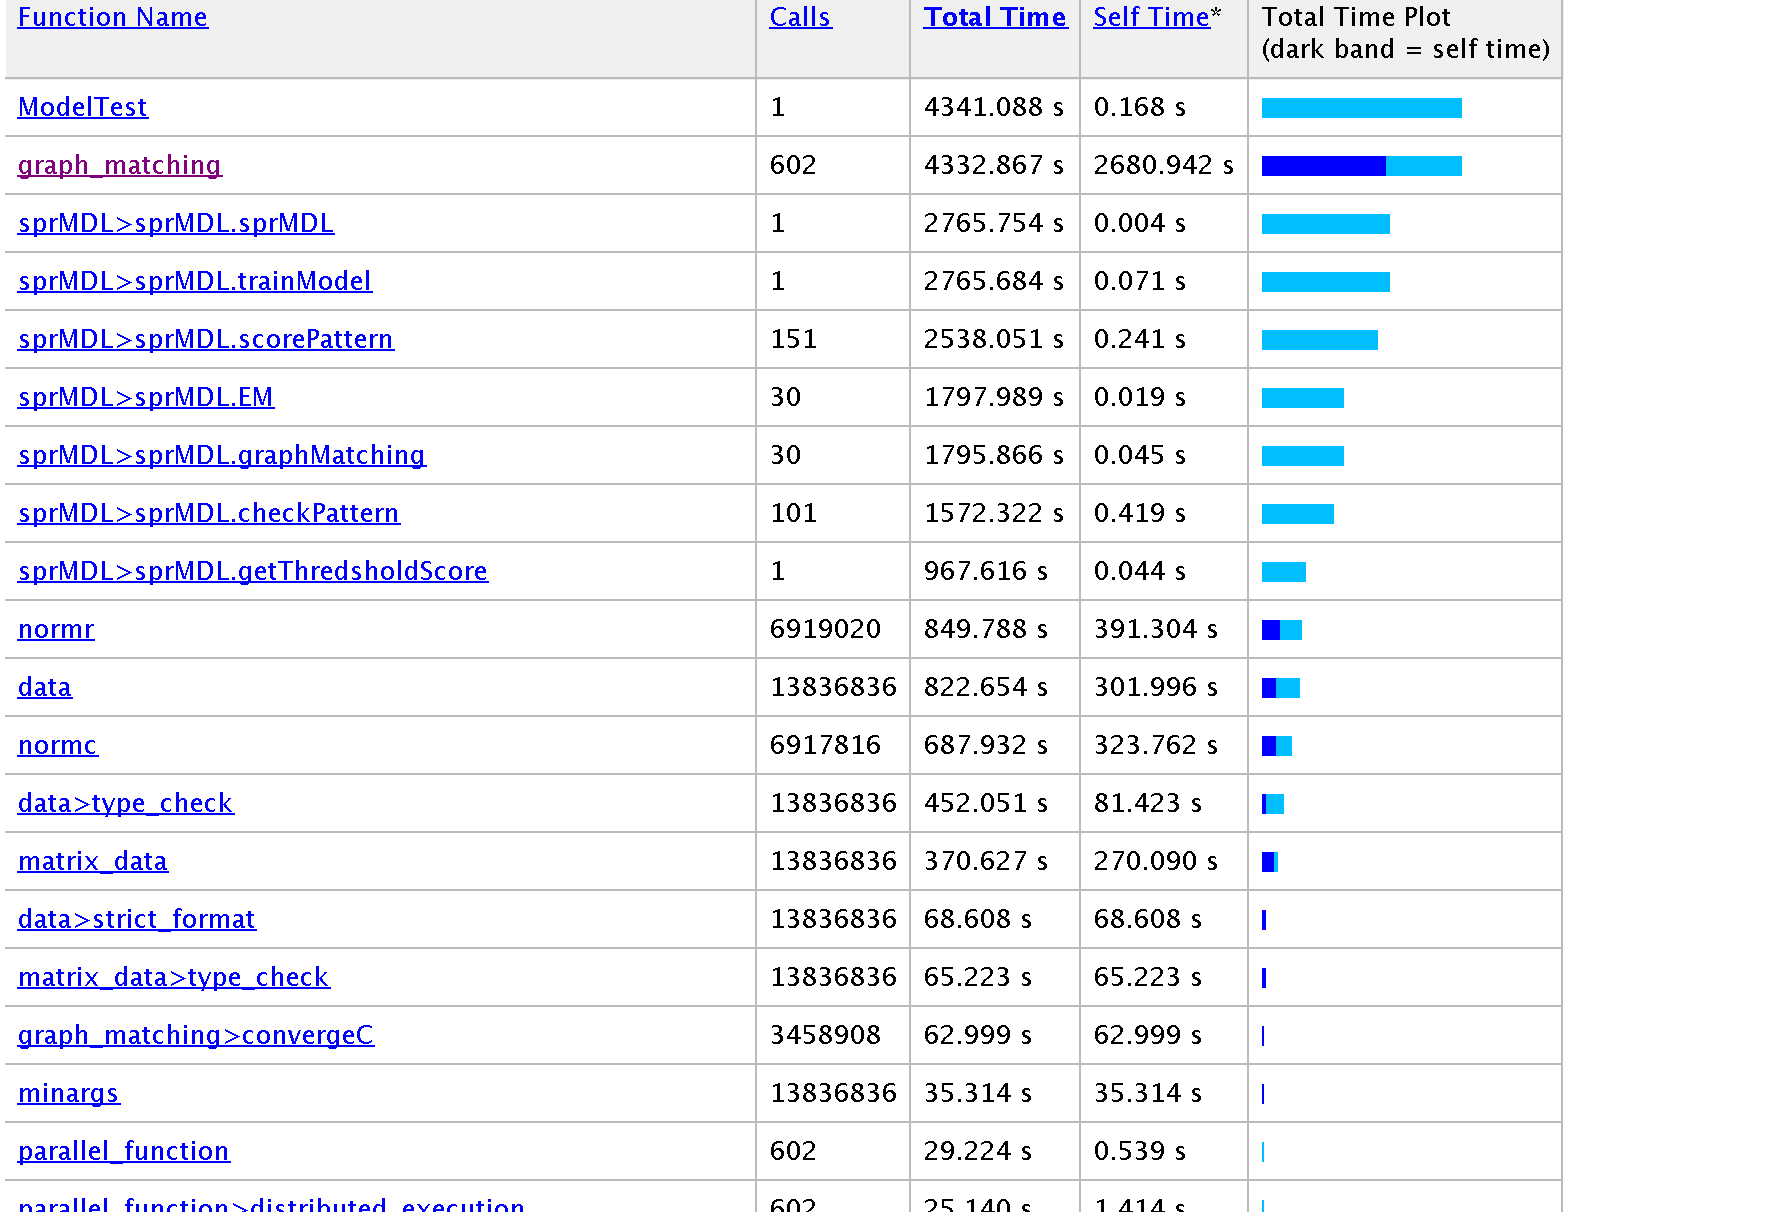 Function Name Calls Total Time Self Time* Total Time Plot
(dark band = self time)
ModelTest 1 4341.088 s 0.168 s
graph_matching 602 4332.867 s 2680.942 s
sprMDL>sprMDL.sprMDL 1 2765.754 s 0.004 s
sprMDL>sprMDL.trainModel 1 2765.684 s 0.071 s
sprMDL>sprMDL.scorePattern 151 2538.051 s 0.241 s
sprMDL>sprMDL.EM 30 1797.989 s 0.019 s
sprMDL>sprMDL.graphMatching 30 1795.866 s 0.045 s
sprMDL>sprMDL.checkPattern 101 1572.322 s 0.419 s
sprMDL>sprMDL.getThredsholdScore 1 967.616 s 0.044 s
normr 6919020 849.788 s 391.304 s
data 13836836 822.654 s 301.996 s
normc 6917816 687.932 s 323.762 s
data>type_check 13836836 452.051 s 81.423 s
matrix_data 13836836 370.627 s 270.090 s
data>strict_format 13836836 68.608 s 68.608 s
matrix_data>type_check 13836836 65.223 s 65.223 s
graph_matching>convergeC 3458908 62.999 s 62.999 s
minargs 13836836 35.314 s 35.314 s
parallel_function 602 29.224 s 0.539 s
parallel_function>distributed_execution 602 25.140 s 1.414 s